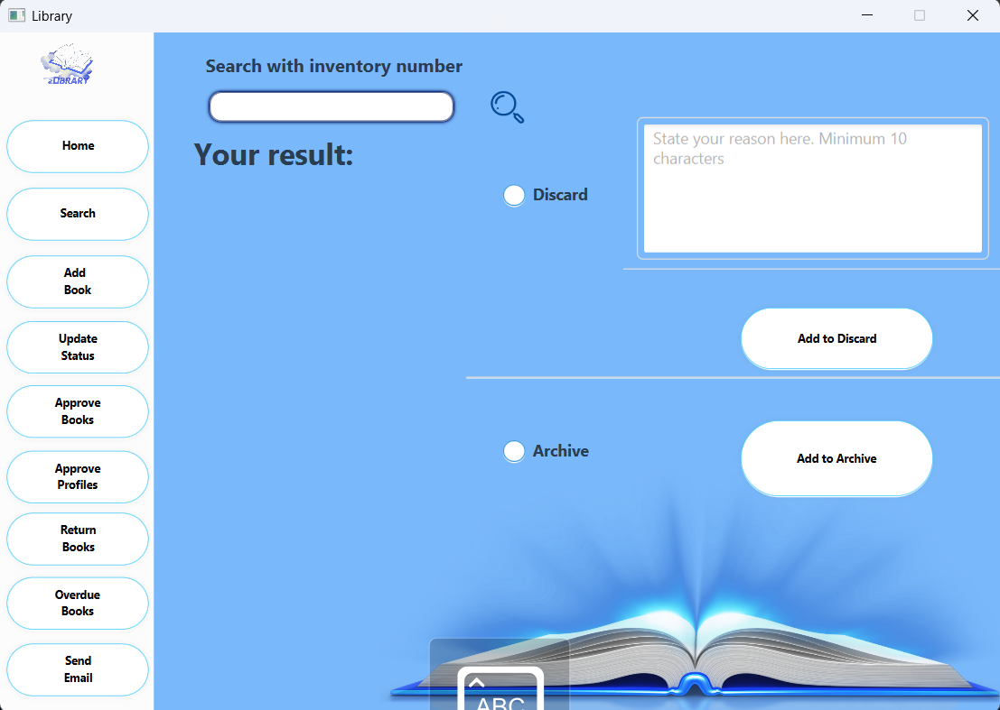 Library
eLIBRARY
Home
Search
Add
Book
Update
Status
Approve
Books
Approve
Profiles
Return
Books
Overdue
Books
Send
Email
Search with inventory number
Your result:
Discard
State your reason here. Minimum 10
characters
Add to Discard
Archive
Add to Archive
ABC